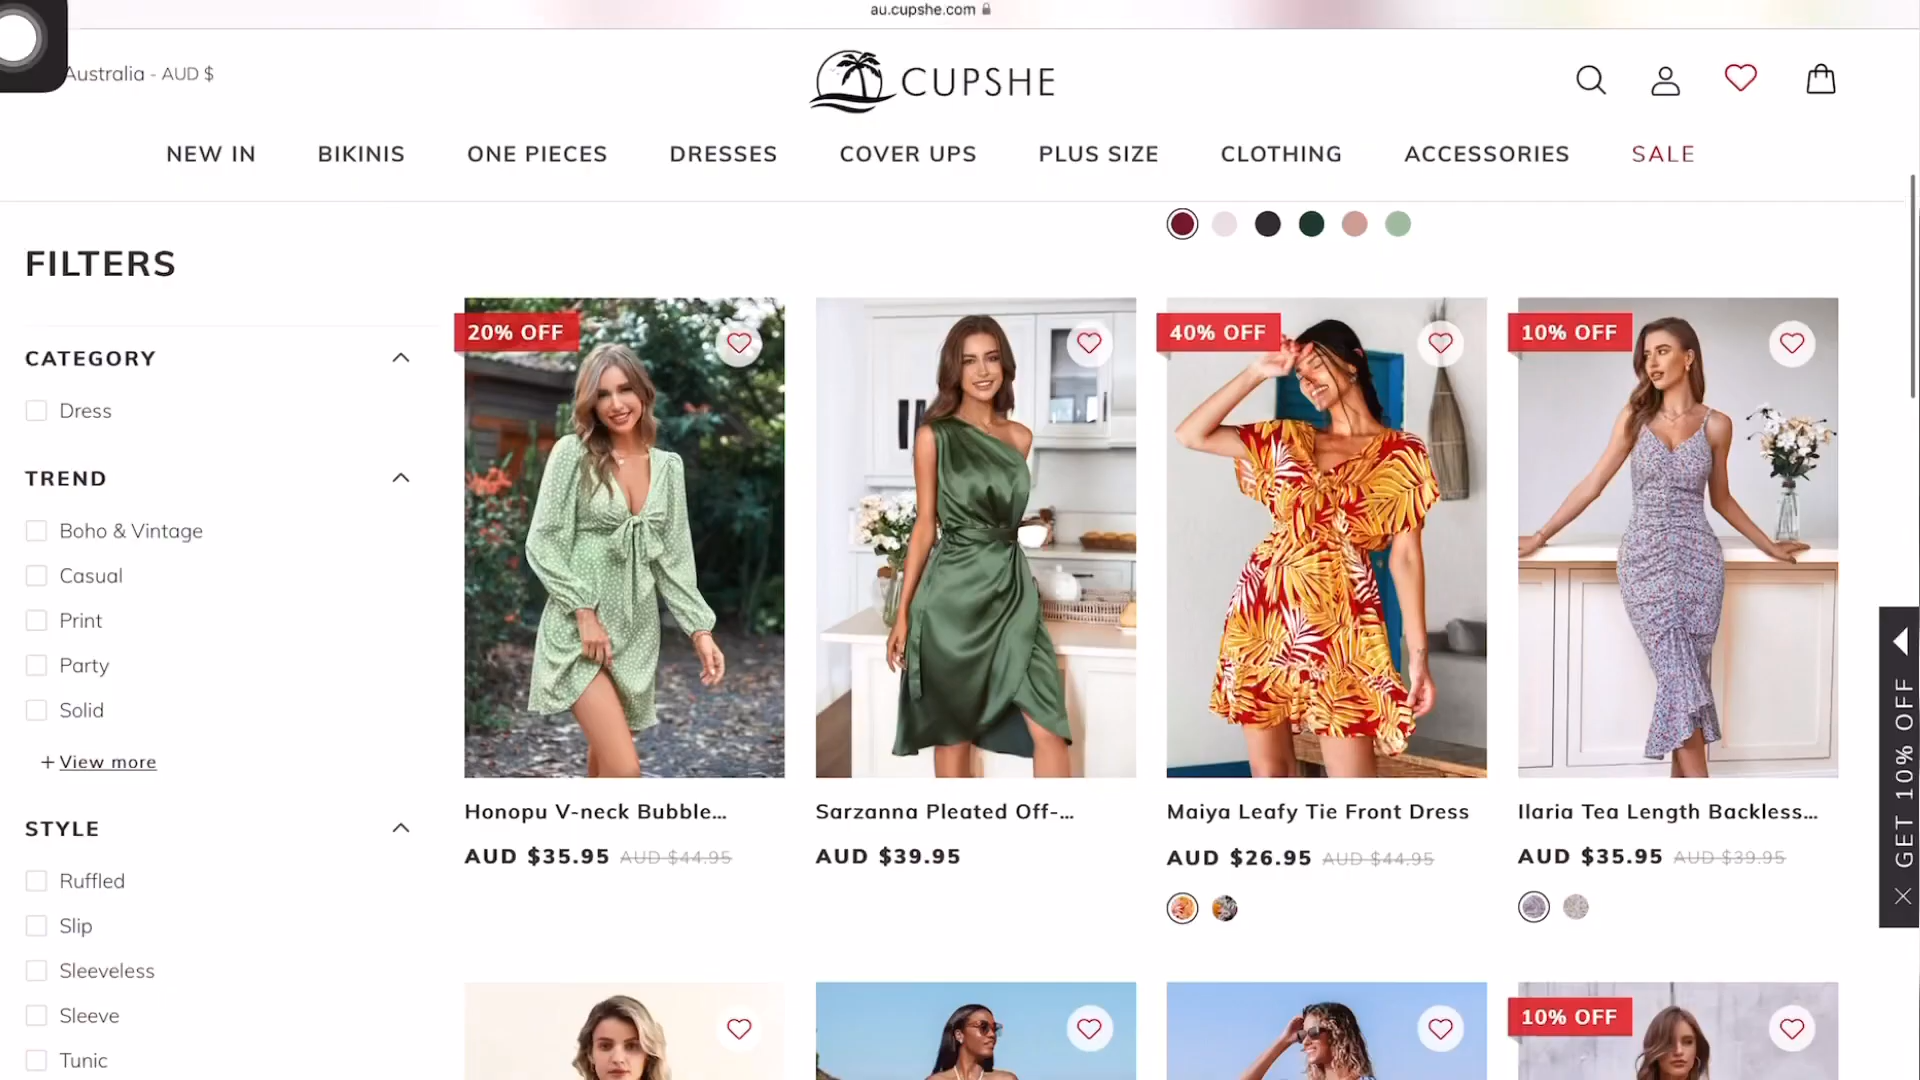 au.cupshe.com
Australia - AUD $
CUPSHE
NEW IN BIKINIS ONE PIECES DRESSES COVER UPS PLUS SIZE CLOTHING ACCESSORIES SALE
FILTERS
CATEGORY
Dress
TREND
Boho & Vintage
Casual
Print
Party
Solid
+ View more
STYLE
Ruffled
Slip
Sleeveless
Sleeve
Tunic
20% OFF
40% OFF
10% OFF
Honopu V-neck Bubble...
AUD $35.95 AUD $44.95
Sarzanna Pleated Off-...
AUD $39.95
Maiya Leafy Tie Front Dress
AUD $26.95 AUD $44.95
Ilaria Tea Length Backless...
AUD $35.95 AUD $39.95
10% OFF
GET 10% OFF